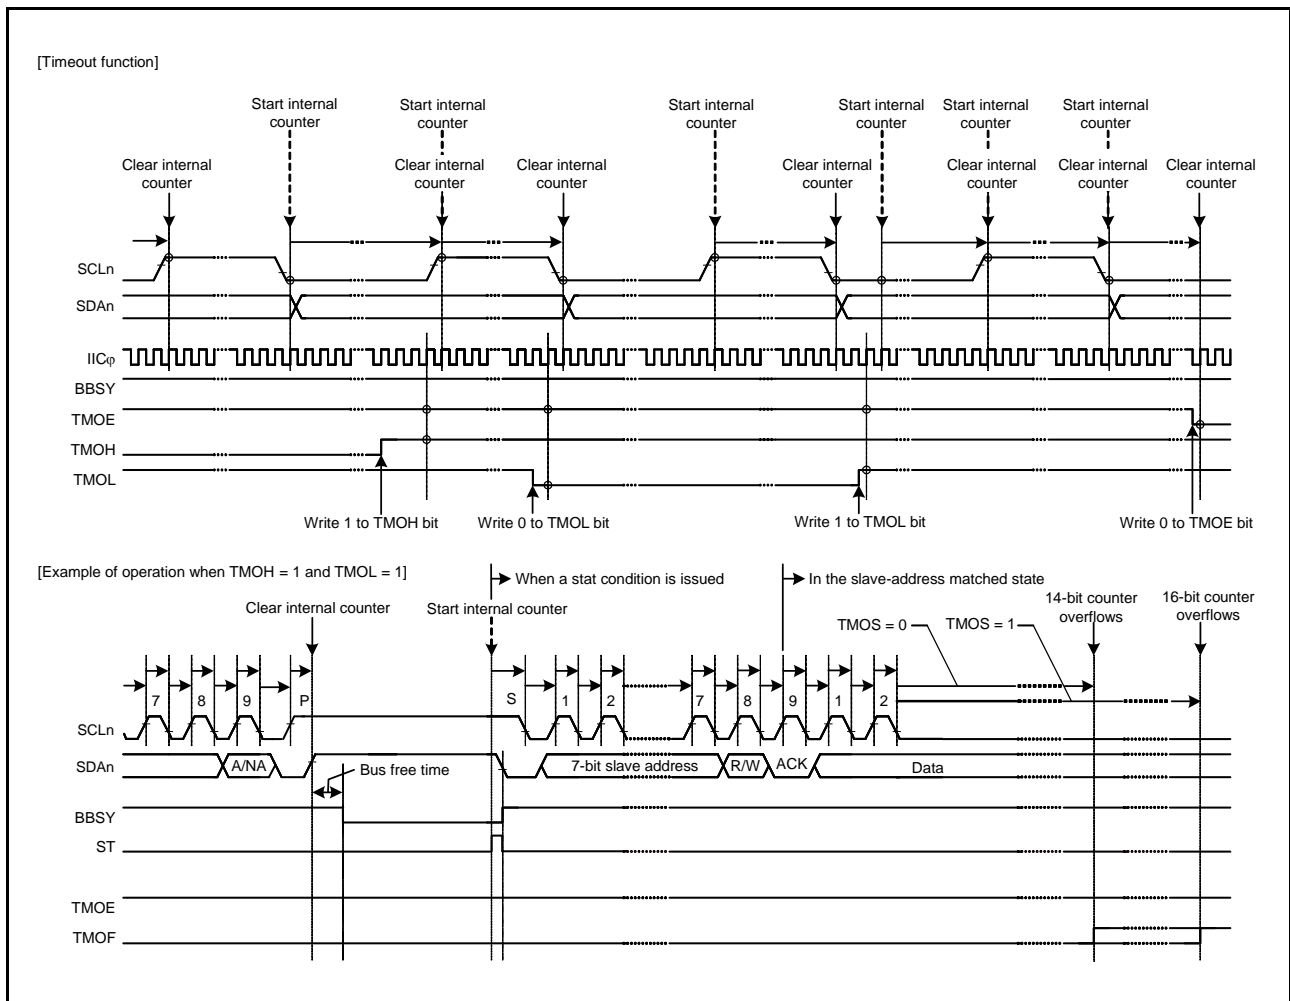 [Timeout function]
Start internal
counter
Start internal
counter
Start internal
counter
Start internal
counter
Start internal
counter
Start internal
counter
Clear internal
counter
Clear internal
counter
Clear internal
counter
Clear internal
counter
Clear internal
counter
Clear internal
counter
Clear internal
counter
SCLn
SDAn
IICφ
BBSY
TMOE
TMOH
TMOL
Write 1 to TMOH bit
Write 0 to TMOL bit
Write 1 to TMOL bit
Write 0 to TMOE bit
[Example of operation when TMOH = 1 and TMOL = 1]
When a stat condition is issued
In the slave-address matched state
Clear internal counter
Start internal counter
14-bit counter
overflows
16-bit counter
overflows
TMOS = 0
TMOS = 1
7 8 9 P S 1 2 7 8 9 1 2
SCLn
SDAn
A/NA
7-bit slave address
R/W
ACK
Data
Bus free time
BBSY
ST
TMOE
TMOF